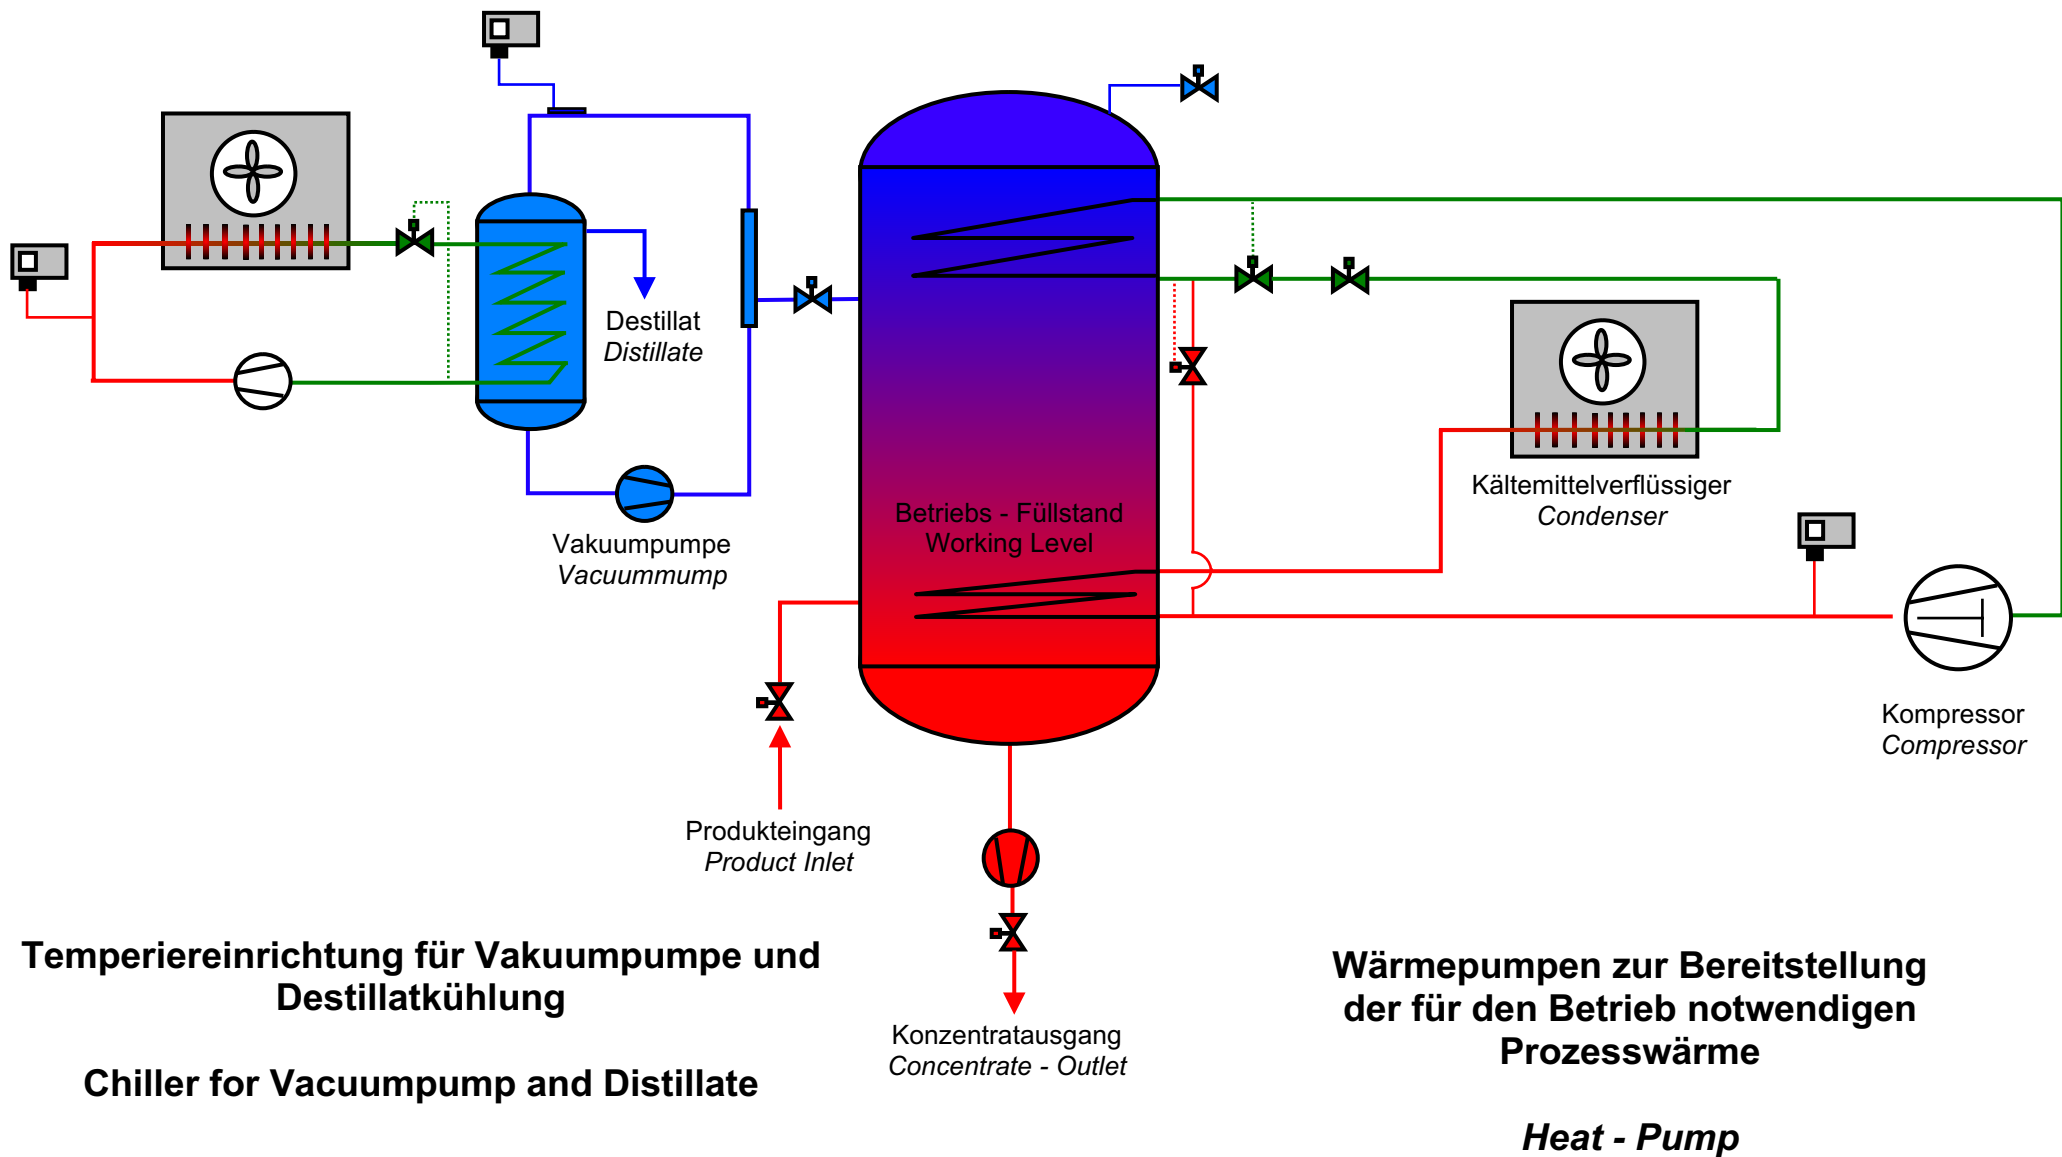 Destillat
Distillate
Vakuumpumpe
Vacuummump
Betriebs - Füllstand
Working Level
Kältemittelverflüssiger
Condenser
Kompressor
Compressor
Produkteingang
Product Inlet
Konzentratausgang
Concentrate - Outlet
Temperiereinrichtung für Vakuumpumpe und
Destillatkühlung
Chiller for Vacuumpump and Distillate
Wärmepumpen zur Bereitstellung
der für den Betrieb notwendigen
Prozesswärme
Heat - Pump